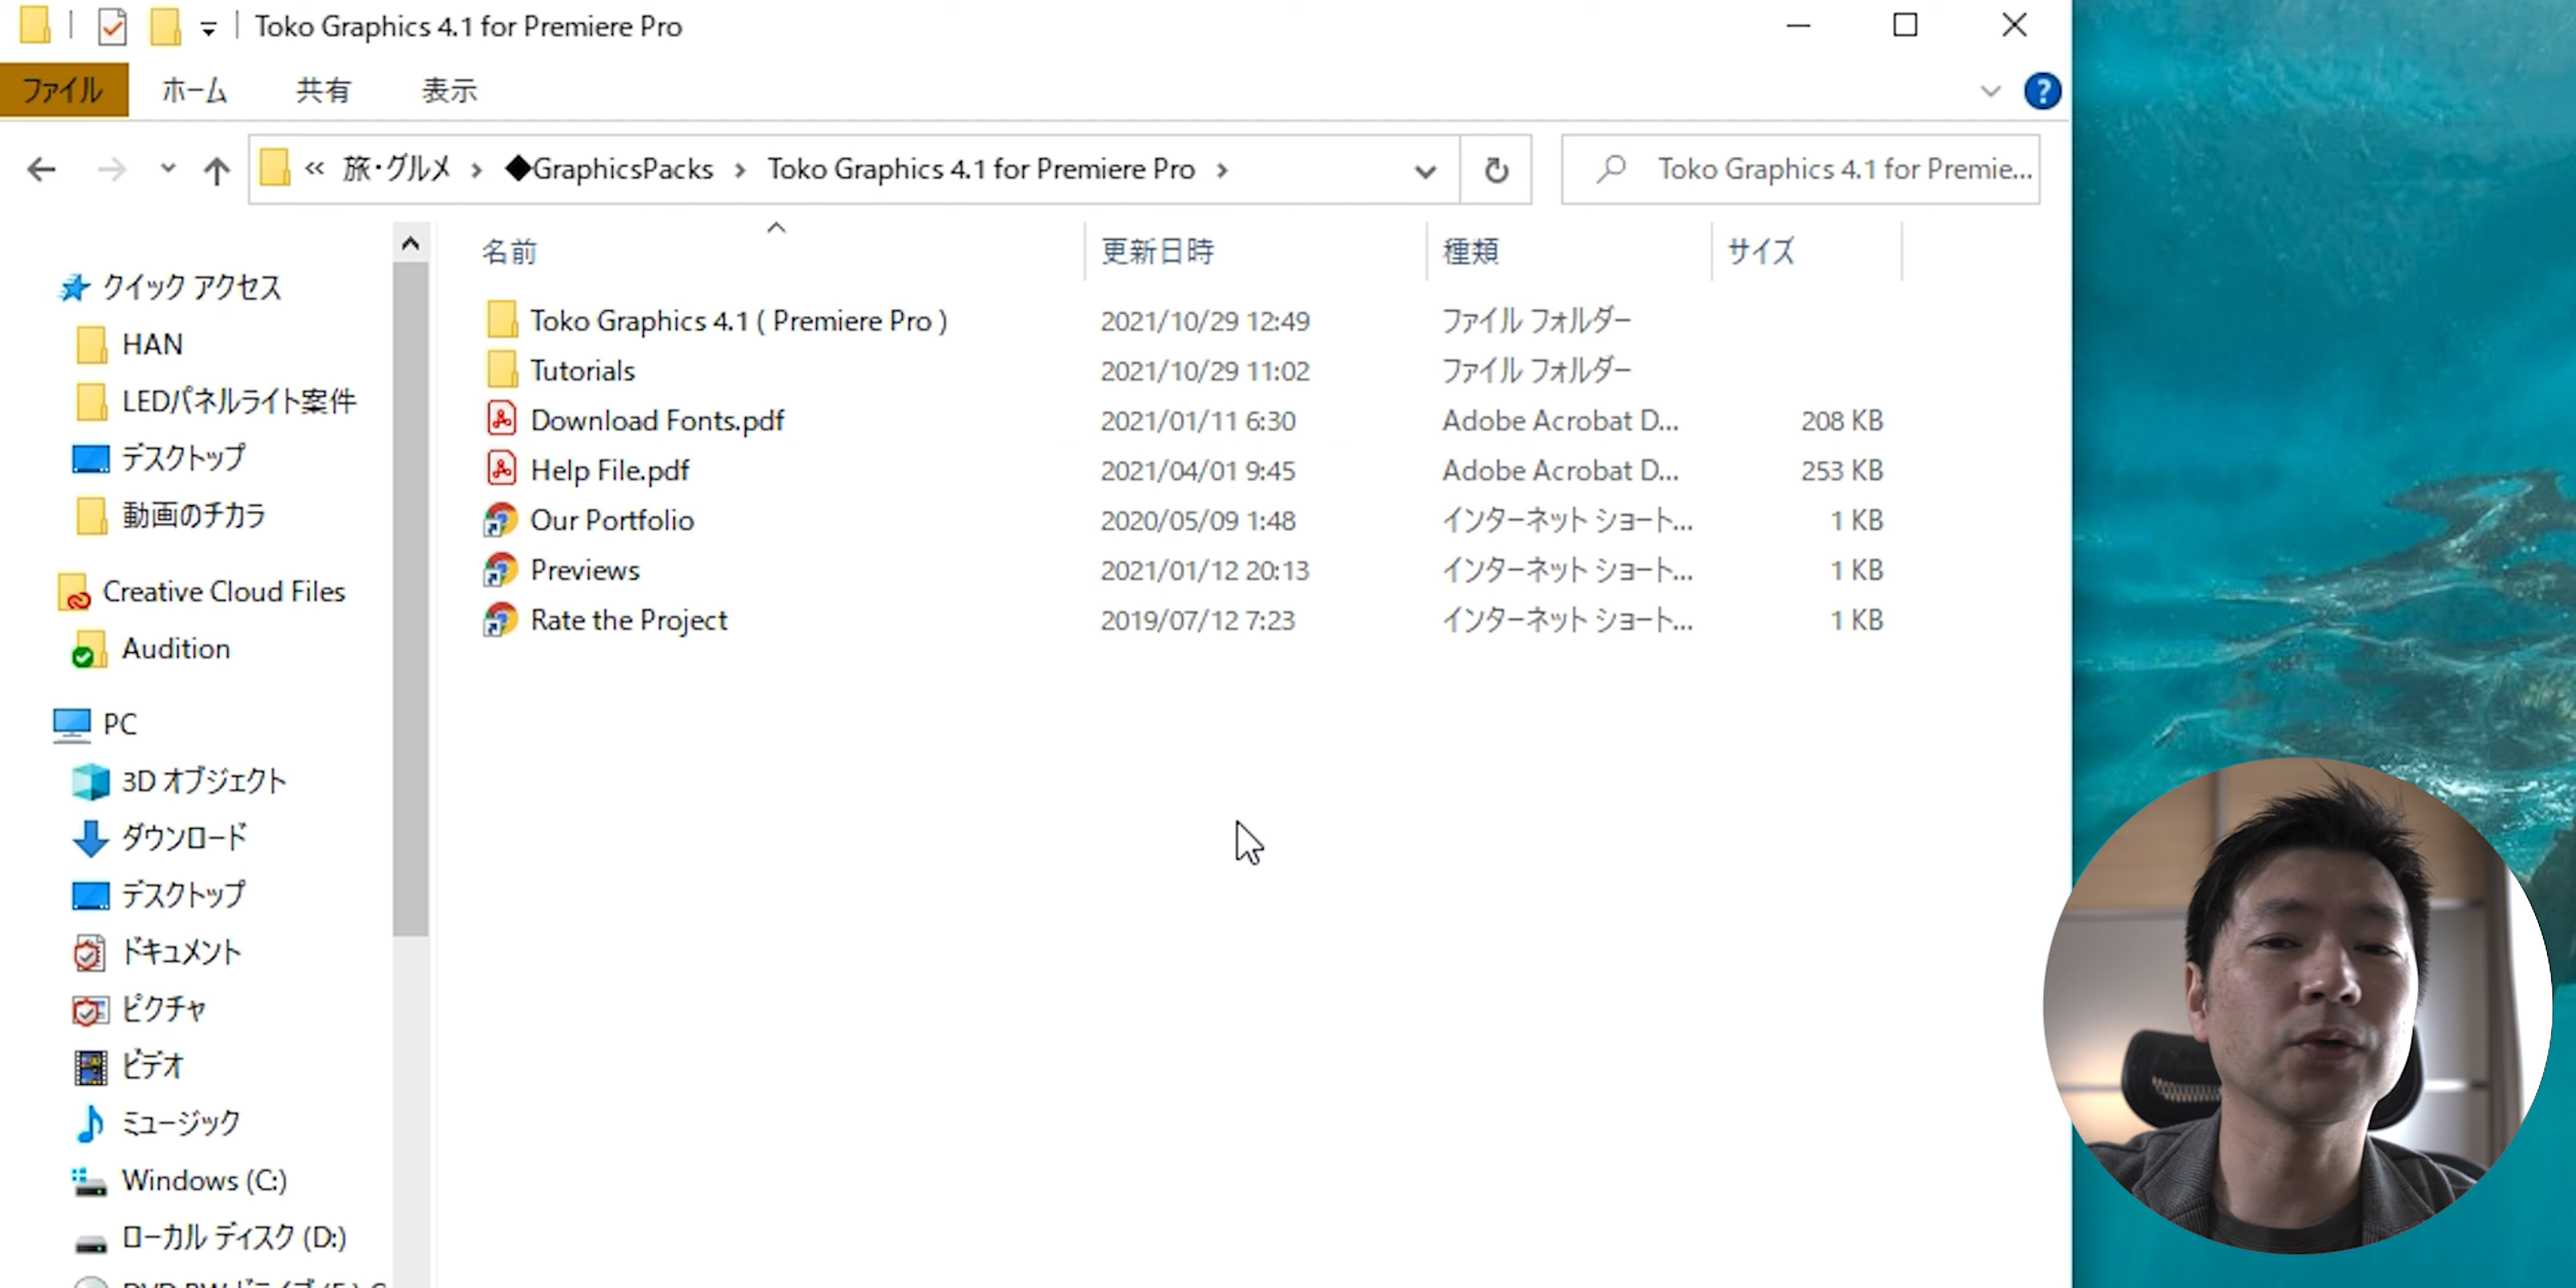 Toko Graphics 4.1 for Premiere Pro
ファイル ホーム 共有 表示 ?
« 旅・グルメ › ◆GraphicsPacks › Toko Graphics 4.1 for Premiere Pro › Toko Graphics 4.1 for Premie...
名前 更新日時 種類 サイズ
クイック アクセス
HAN
LEDパネルライト案件
デスクトップ
動画のチカラ
Creative Cloud Files
Audition
PC
3D オブジェクト
ダウンロード
デスクトップ
ドキュメント
ピクチャ
ビデオ
ミュージック
Windows (C:)
ローカル ディスク (D:)
Toko Graphics 4.1 ( Premiere Pro ) 2021/10/29 12:49 ファイル フォルダー
Tutorials 2021/10/29 11:02 ファイル フォルダー
Download Fonts.pdf 2021/01/11 6:30 Adobe Acrobat D... 208 KB
Help File.pdf 2021/04/01 9:45 Adobe Acrobat D... 253 KB
Our Portfolio 2020/05/09 1:48 インターネット ショート... 1 KB
Previews 2021/01/12 20:13 インターネット ショート... 1 KB
Rate the Project 2019/07/12 7:23 インターネット ショート... 1 KB